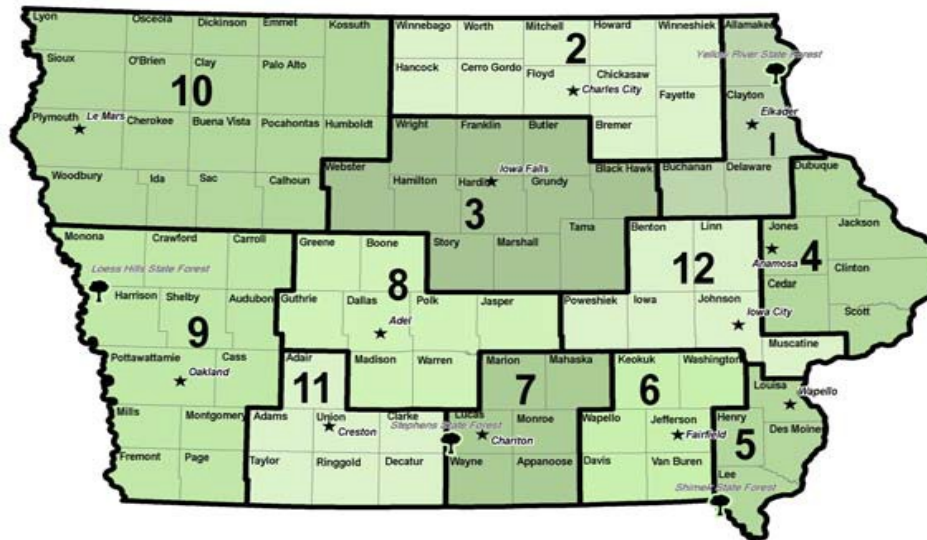 Lyon Osceola Dickinson Emmet Kossuth Winnebago Worth Mitchell Howard Winneshiek Allamakee
2
Yellow River State Forest
Sioux O'Brien Clay Palo Alto Hancock Cerro Gordo Floyd Chickasaw
10
Charles City Fayette Clayton
Elkader
1
Plymouth Le Mars Cherokee Buena Vista Pocahontas Humboldt Wright Franklin Butler Bremer
Webster Iowa Falls Black Hawk Buchanan Delaware Dubuque
Woodbury Ida Sac Calhoun Hamilton Hardin Grundy
3
Tama Benton Linn Jones Jackson
Monona Crawford Carroll Greene Boone Story Marshall
12
Anamosa
4
Loess Hills State Forest
8
Cedar Clinton
Harrison Shelby Audubon Guthrie Dallas Polk Jasper Poweshiek Iowa Johnson
Iowa City Scott
9
Adel
Muscatine
Pottawattamie Cass Adair Madison Warren Marion Mahaska Keokuk Washington
Oakland
11
7
6
Louisa Wapello
Mills Montgomery Adams Union Clarke Lucas Monroe Wapello Jefferson Henry Des Moines
Creston Stephens State Forest Chariton Fairfield
5
Fremont Page Taylor Ringgold Decatur Wayne Appanoose Davis Van Buren Lee
Shimek State Forest